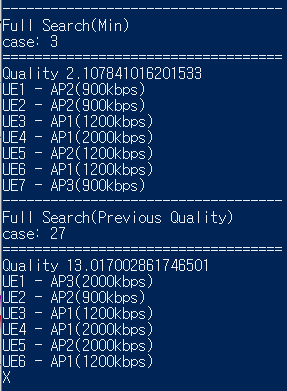 ---------------------------------
Full Search(Min)
case: 3
=================================
Quality 2.107841016201533
UE1 - AP2(900kbps)
UE2 - AP2(900kbps)
UE3 - AP1(1200kbps)
UE4 - AP1(2000kbps)
UE5 - AP2(1200kbps)
UE6 - AP1(1200kbps)
UE7 - AP3(900kbps)
---------------------------------
Full Search(Previous Quality)
case: 27
=================================
Quality 13.017002861746501
UE1 - AP3(2000kbps)
UE2 - AP2(900kbps)
UE3 - AP1(1200kbps)
UE4 - AP1(2000kbps)
UE5 - AP2(2000kbps)
UE6 - AP1(1200kbps)
X